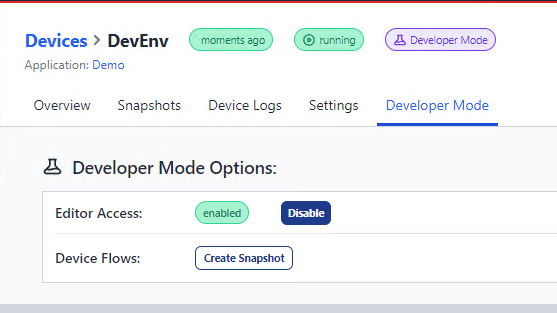 Devices > DevEnv moments ago running Developer Mode
Application: Demo
Overview Snapshots Device Logs Settings Developer Mode
Developer Mode Options:
Editor Access: enabled Disable
Device Flows: Create Snapshot